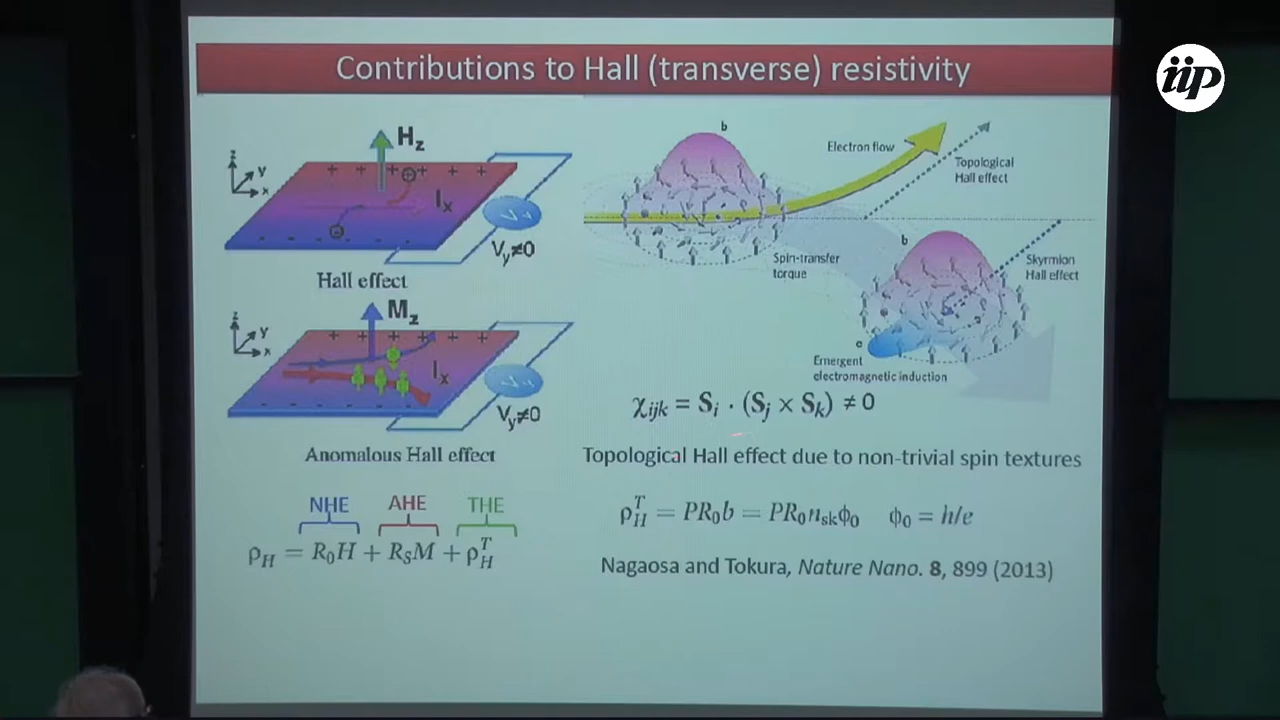 Contributions to Hall (transverse) resistivity
iip
H_z
z
y
x
+ + + + + +
I_x
V_y≠0
Hall effect
M_z
z
y
x
+ + + + + +
I_x
V_y≠0
Anomalous Hall effect
NHE AHE THE
ρ_H = R_0H + R_SM + ρ_H^T
b
Electron flow
Topological
Hall effect
Spin-transfer
torque
b
Skyrmion
Hall effect
e
Emergent
electromagnetic induction
χ_ijk = S_i · (S_j × S_k) ≠ 0
Topological Hall effect due to non-trivial spin textures
ρ_H^T = PR_0b = PR_0n_skϕ_0 ϕ_0 = h/e
Nagaosa and Tokura, Nature Nano. 8, 899 (2013)